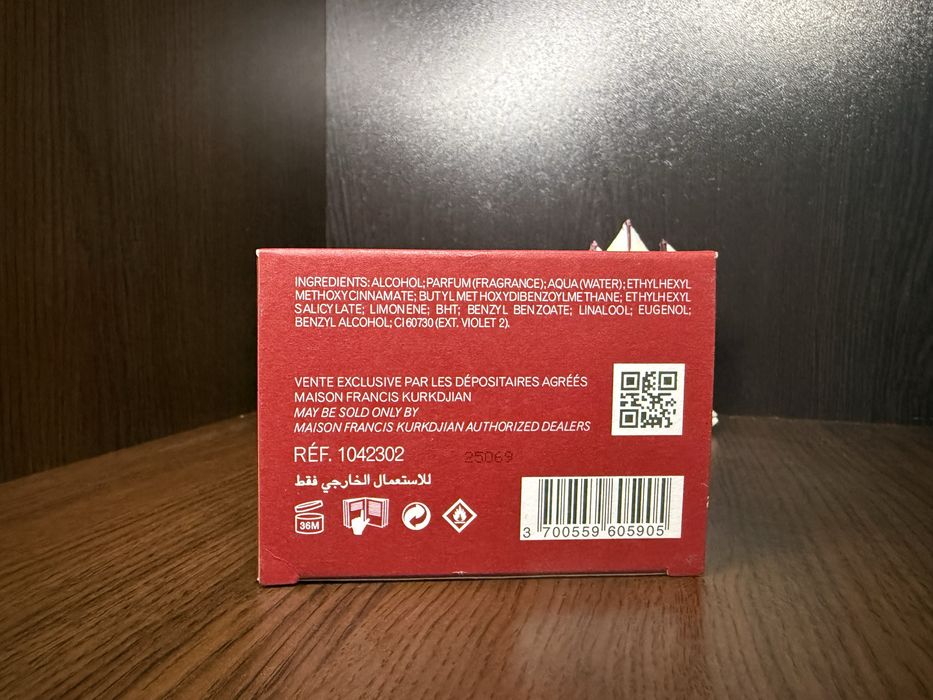 INGREDIENTS: ALCOHOL; PARFUM (FRAGRANCE); AQUA (WATER); ETHYLHEXYL
METHOXYCINNAMATE; BUTYL METHOXYDIBENZOYLMETHANE; ETHYLHEXYL
SALICYLATE; LIMONENE; BHT; BENZYL BENZOATE; LINALOOL; EUGENOL;
BENZYL ALCOHOL; CI 60730 (EXT. VIOLET 2).
VENTE EXCLUSIVE PAR LES DÉPOSITAIRES AGRÉÉS
MAISON FRANCIS KURKDJIAN
MAY BE SOLD ONLY BY
MAISON FRANCIS KURKDJIAN AUTHORIZED DEALERS
RÉF. 1042302
25069
للاستعمال الخارجي فقط
36M
3 700559 605905